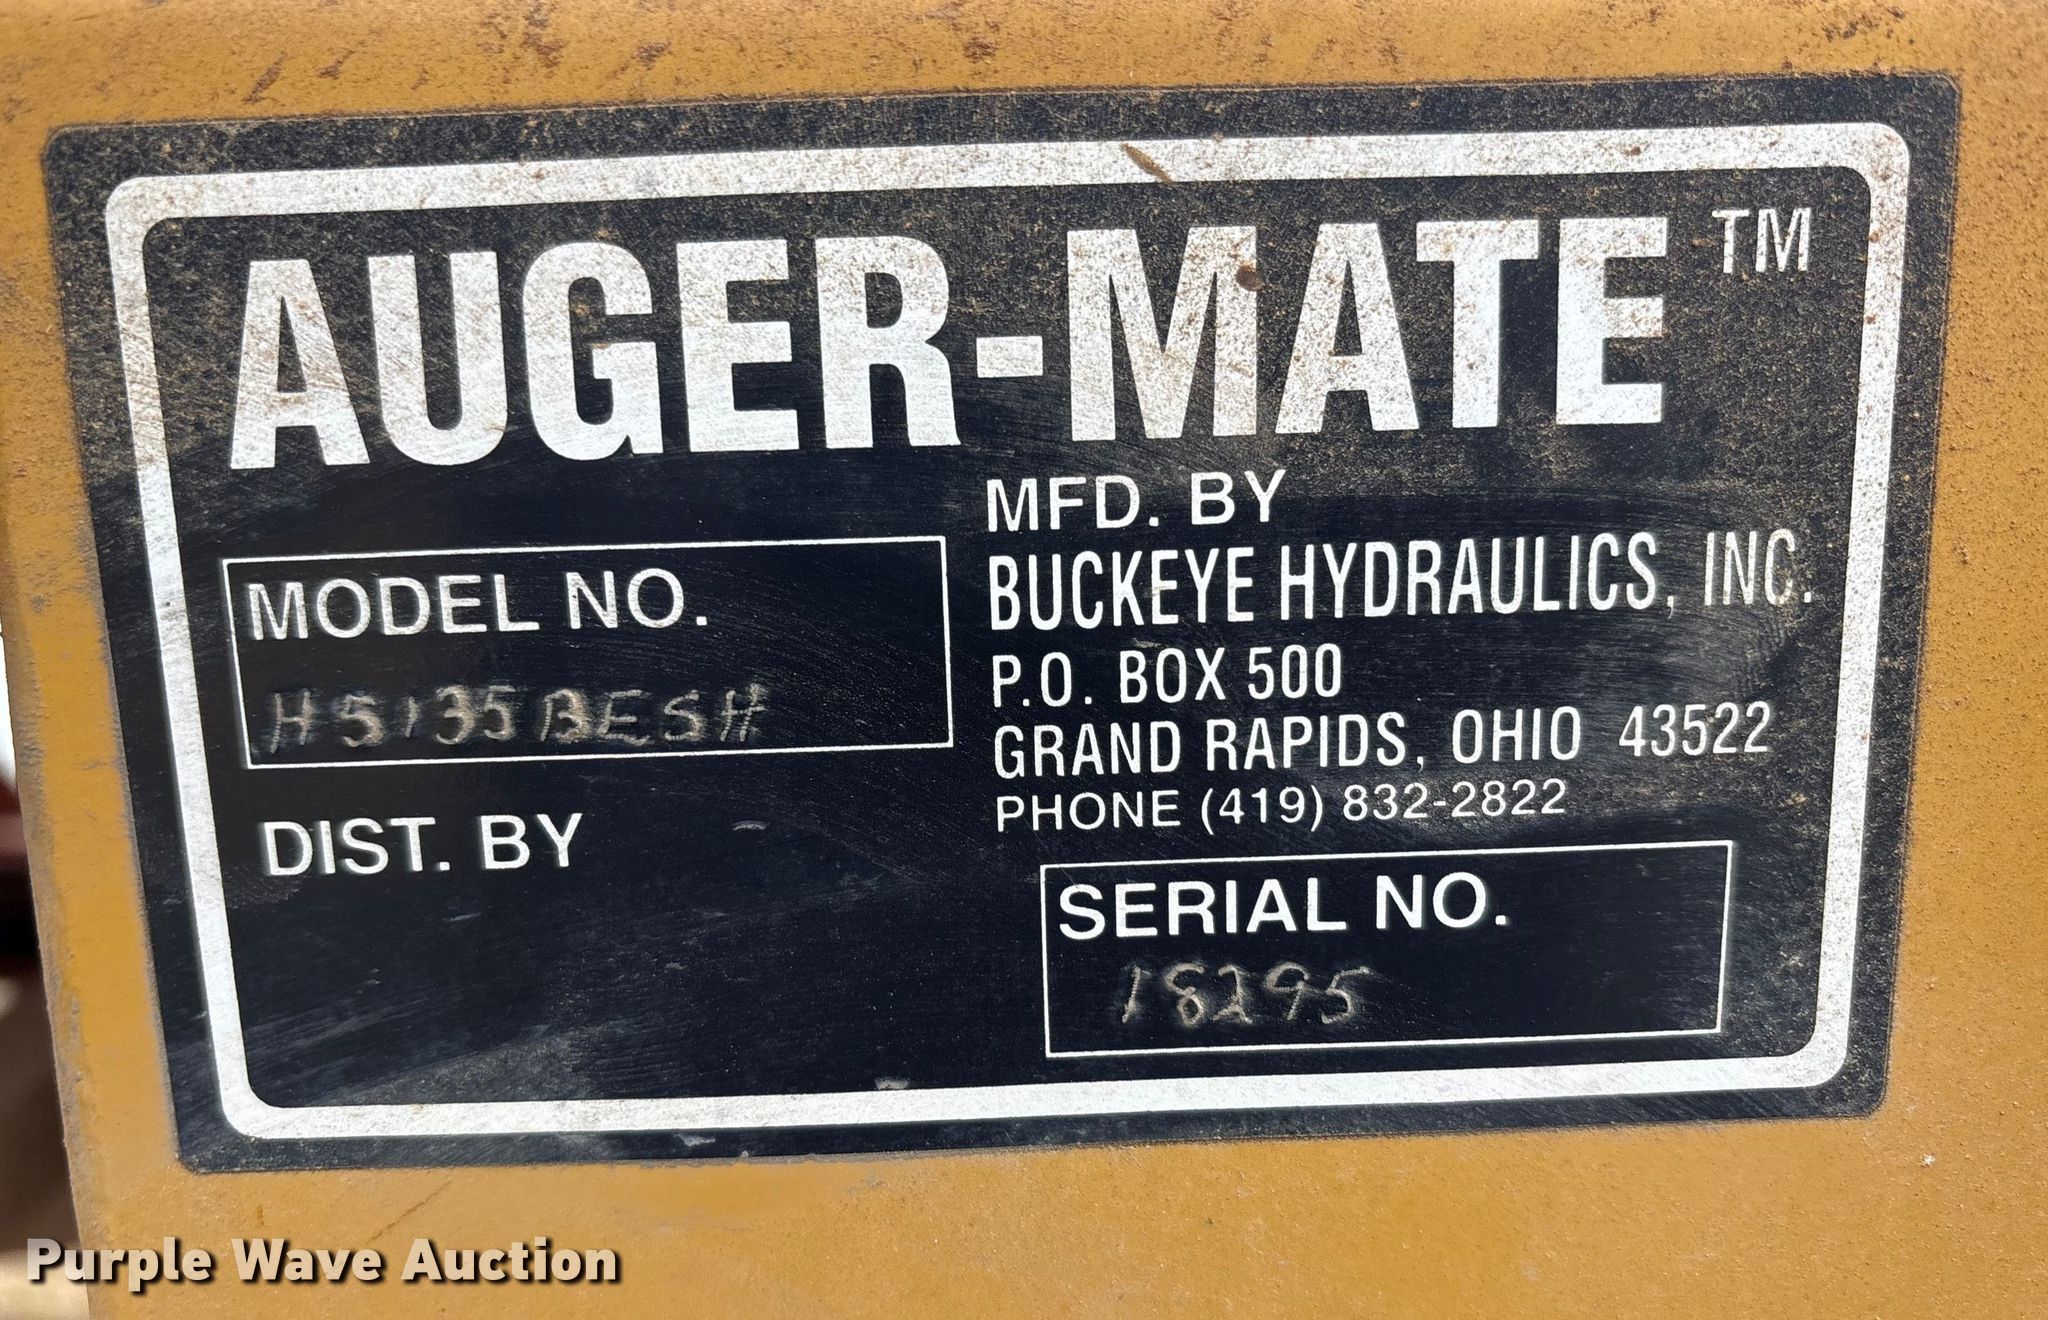 AUGER-MATE™
MODEL NO.
H5135BESH
DIST. BY
MFD. BY
BUCKEYE HYDRAULICS, INC.
P.O. BOX 500
GRAND RAPIDS, OHIO 43522
PHONE (419) 832-2822
SERIAL NO.
18295
Purple Wave Auction